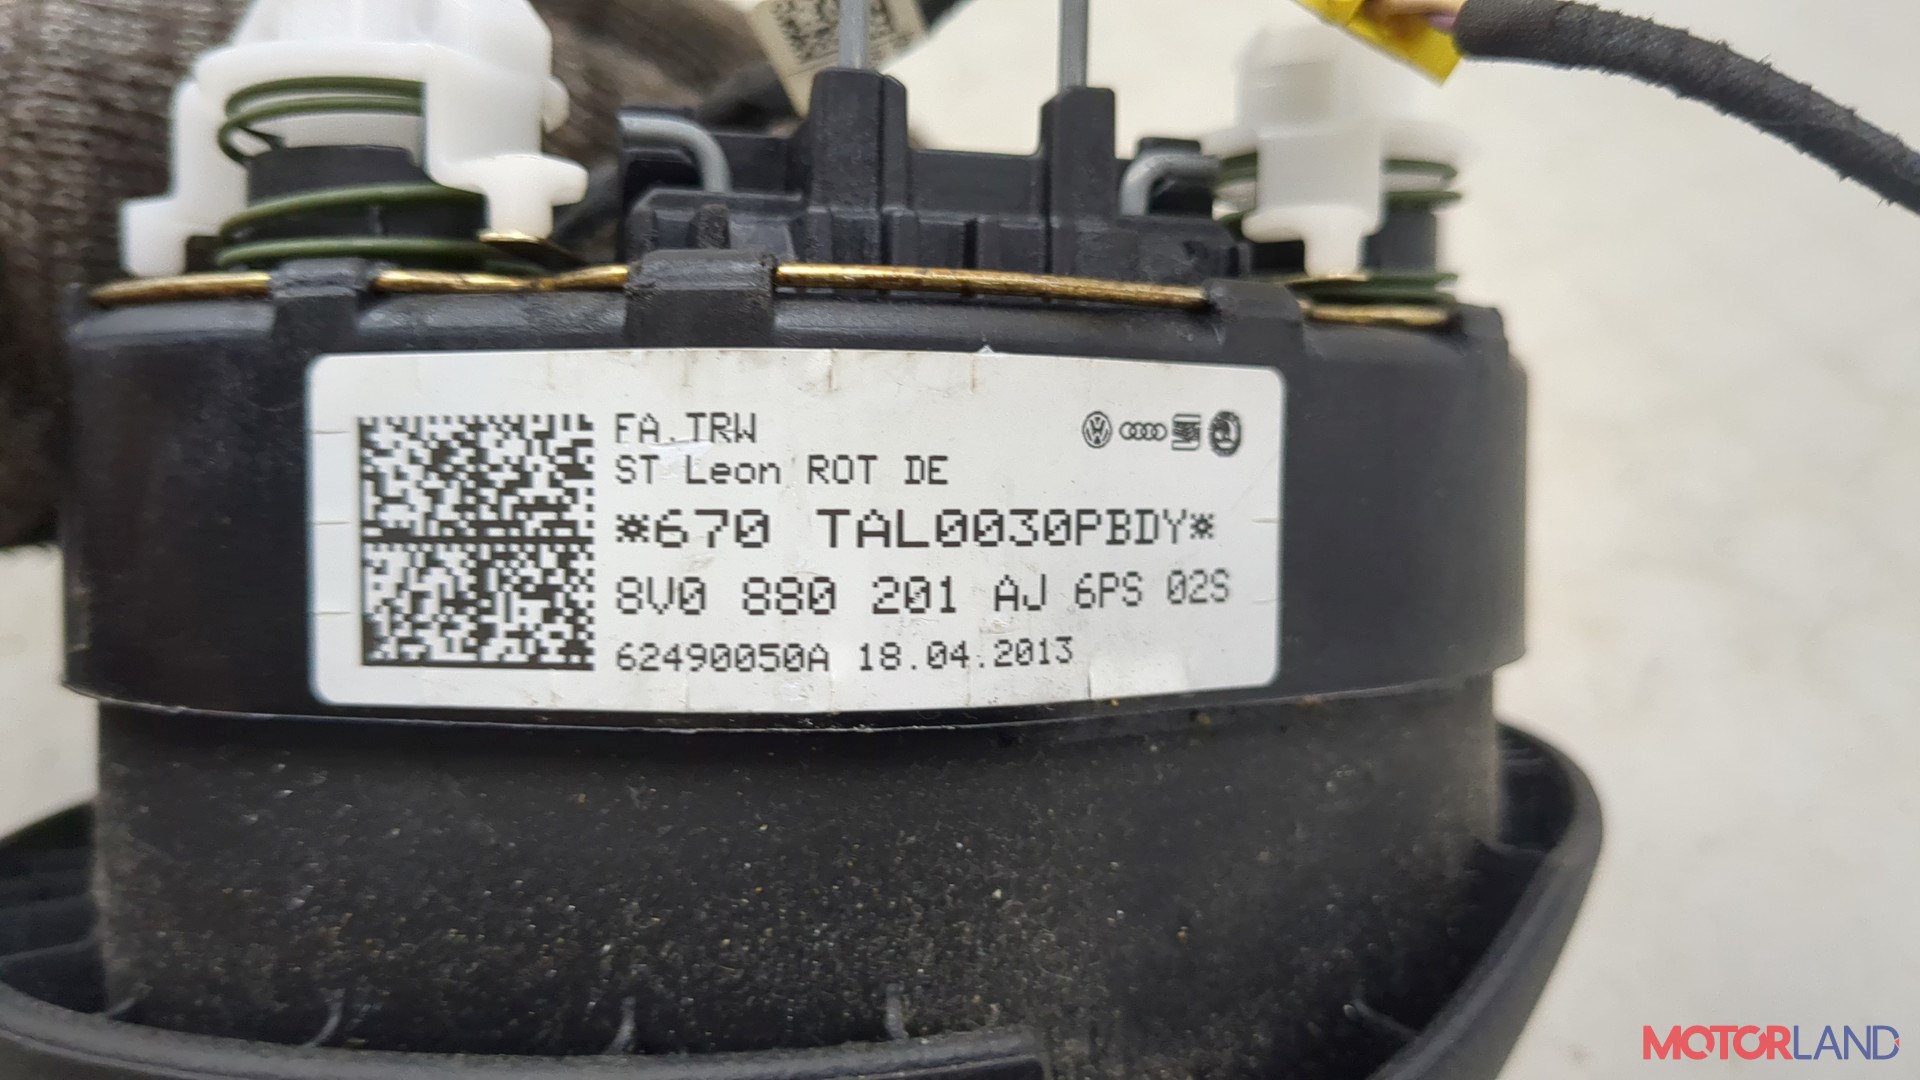 FA.TRW
ST Leon ROT DE
*670 TAL0030PBDY*
8V0 880 201 AJ 6PS 02S
62490050A 18.04.2013
MOTORLAND